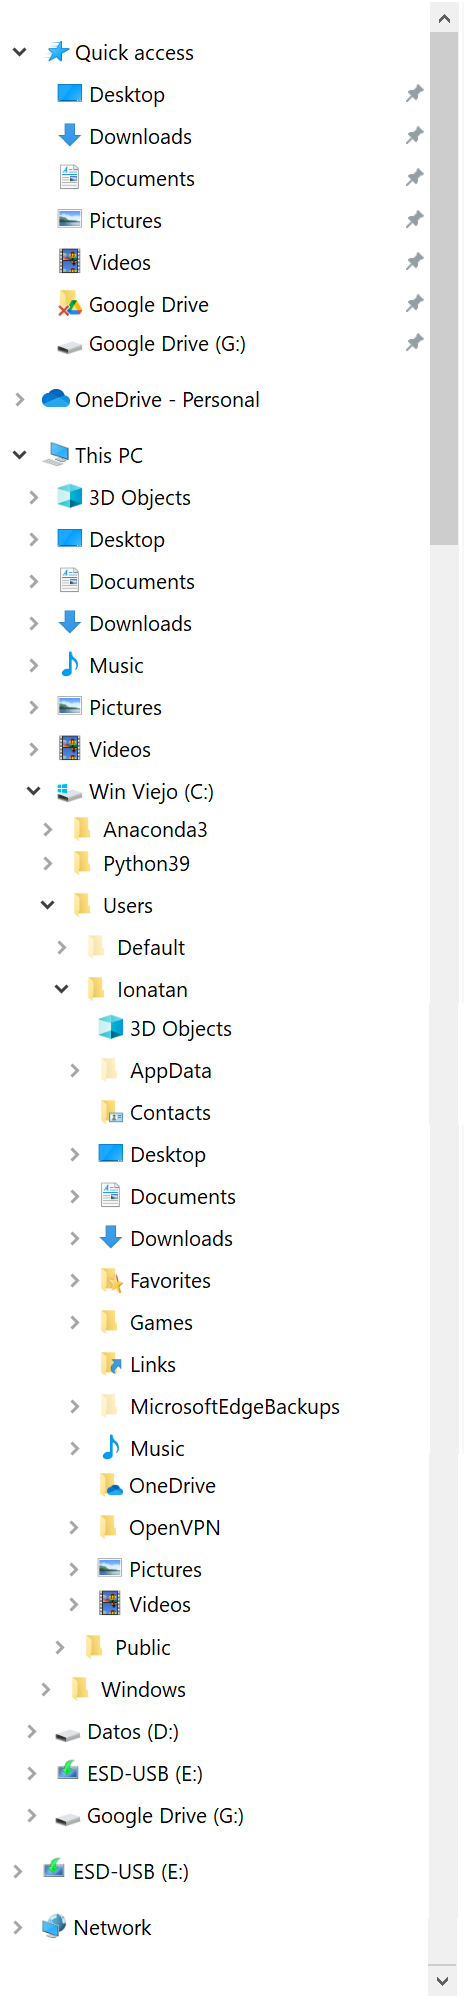 Quick access
Desktop
Downloads
Documents
Pictures
Videos
Google Drive
Google Drive (G:)
OneDrive - Personal
This PC
3D Objects
Desktop
Documents
Downloads
Music
Pictures
Videos
Win Viejo (C:)
Anaconda3
Python39
Users
Default
Ionatan
3D Objects
AppData
Contacts
Desktop
Documents
Downloads
Favorites
Games
Links
MicrosoftEdgeBackups
Music
OneDrive
OpenVPN
Pictures
Videos
Public
Windows
Datos (D:)
ESD-USB (E:)
Google Drive (G:)
ESD-USB (E:)
Network